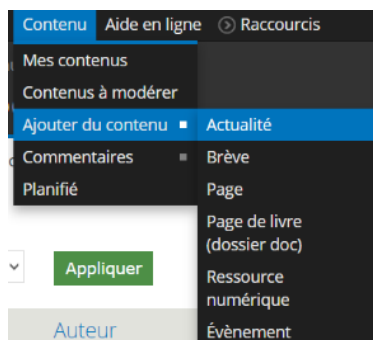 Contenu Aide en ligne Raccourcis
Mes contenus
Contenus à modérer
Ajouter du contenu
Commentaires
Planifié
Actualité
Brève
Page
Page de livre
(dossier doc)
Ressource
numérique
Évènement
Appliquer
Auteur